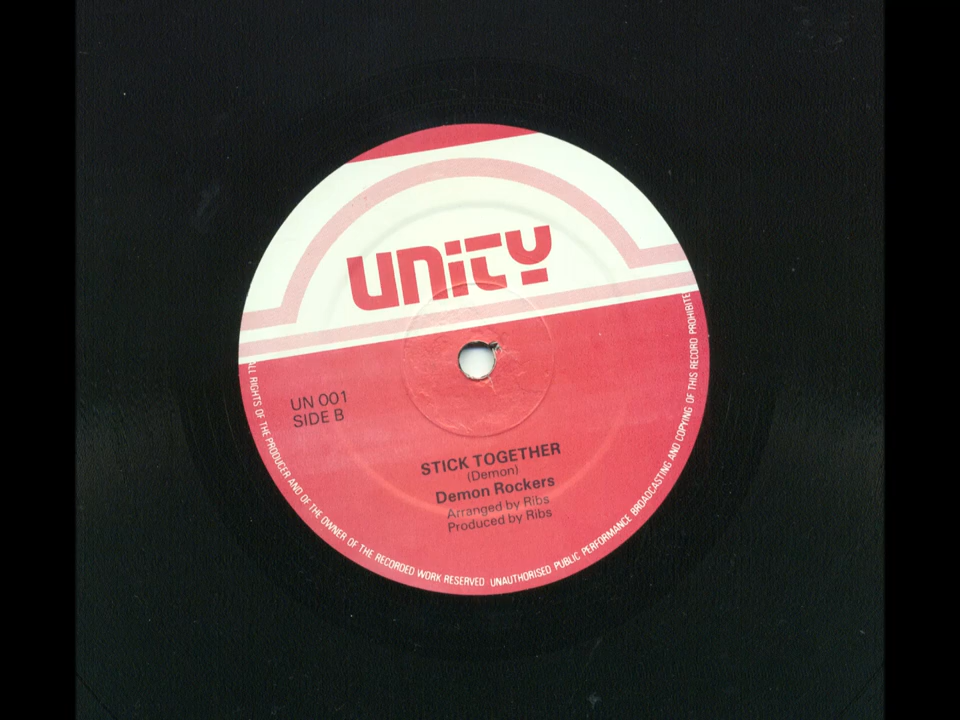 UNiTY
UN 001
SIDE B
STICK TOGETHER
(Demon)
Demon Rockers
Arranged by Ribs
Produced by Ribs
ALL RIGHTS OF THE PRODUCER AND OF THE OWNER OF THE RECORDED WORK RESERVED · UNAUTHORISED PUBLIC PERFORMANCE BROADCASTING AND COPYING OF THIS RECORD PROHIBITE